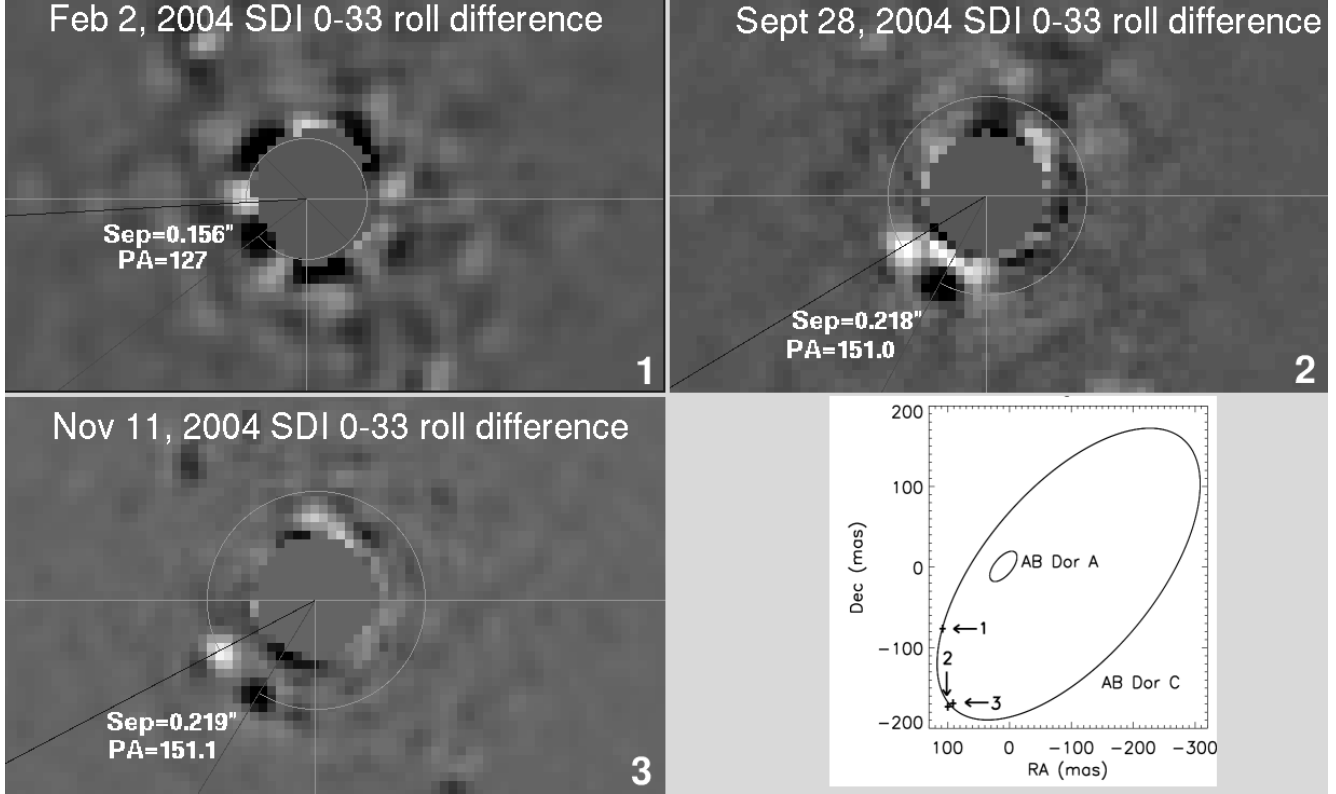 Feb 2, 2004 SDI 0-33 roll difference
Sep=0.156"
PA=127
1
Sept 28, 2004 SDI 0-33 roll difference
Sep=0.218"
PA=151.0
2
Nov 11, 2004 SDI 0-33 roll difference
Sep=0.219"
PA=151.1
3
200
100
0
-100
-200
Dec (mas)
AB Dor A
1
2
3
AB Dor C
100 0 -100 -200 -300
RA (mas)